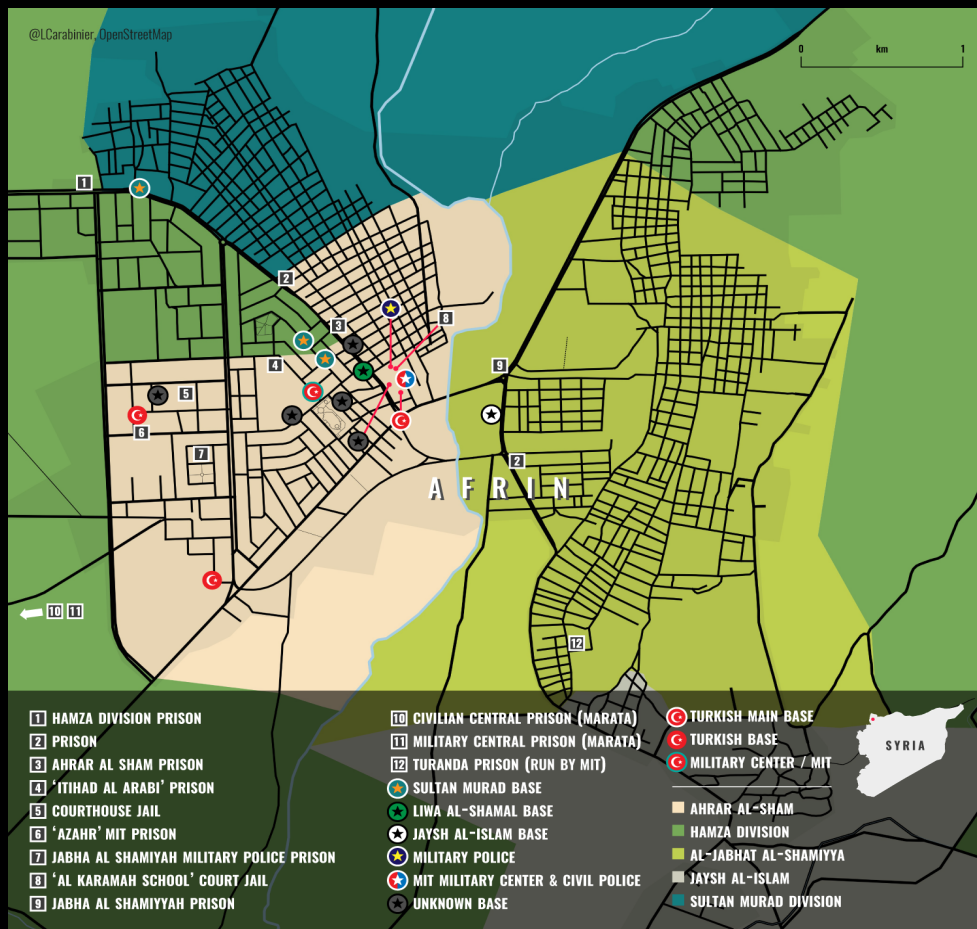 @LCarabinier, OpenStreetMap
0 km 1
1
2
3
8
4
9
5
6
7
2
AFRIN
10 11
12
1 HAMZA DIVISION PRISON
2 PRISON
3 AHRAR AL SHAM PRISON
4 'ITIHAD AL ARABI' PRISON
5 COURTHOUSE JAIL
6 'AZAHR' MIT PRISON
7 JABHA AL SHAMIYAH MILITARY POLICE PRISON
8 'AL KARAMAH SCHOOL' COURT JAIL
9 JABHA AL SHAMIYYAH PRISON
10 CIVILIAN CENTRAL PRISON (MARATA)
11 MILITARY CENTRAL PRISON (MARATA)
12 TURANDA PRISON (RUN BY MIT)
SULTAN MURAD BASE
LIWA AL-SHAMAL BASE
JAYSH AL-ISLAM BASE
MILITARY POLICE
MIT MILITARY CENTER & CIVIL POLICE
UNKNOWN BASE
TURKISH MAIN BASE
TURKISH BASE
MILITARY CENTER / MIT
AHRAR AL-SHAM
HAMZA DIVISION
AL-JABHAT AL-SHAMIYYA
JAYSH AL-ISLAM
SULTAN MURAD DIVISION
SYRIA